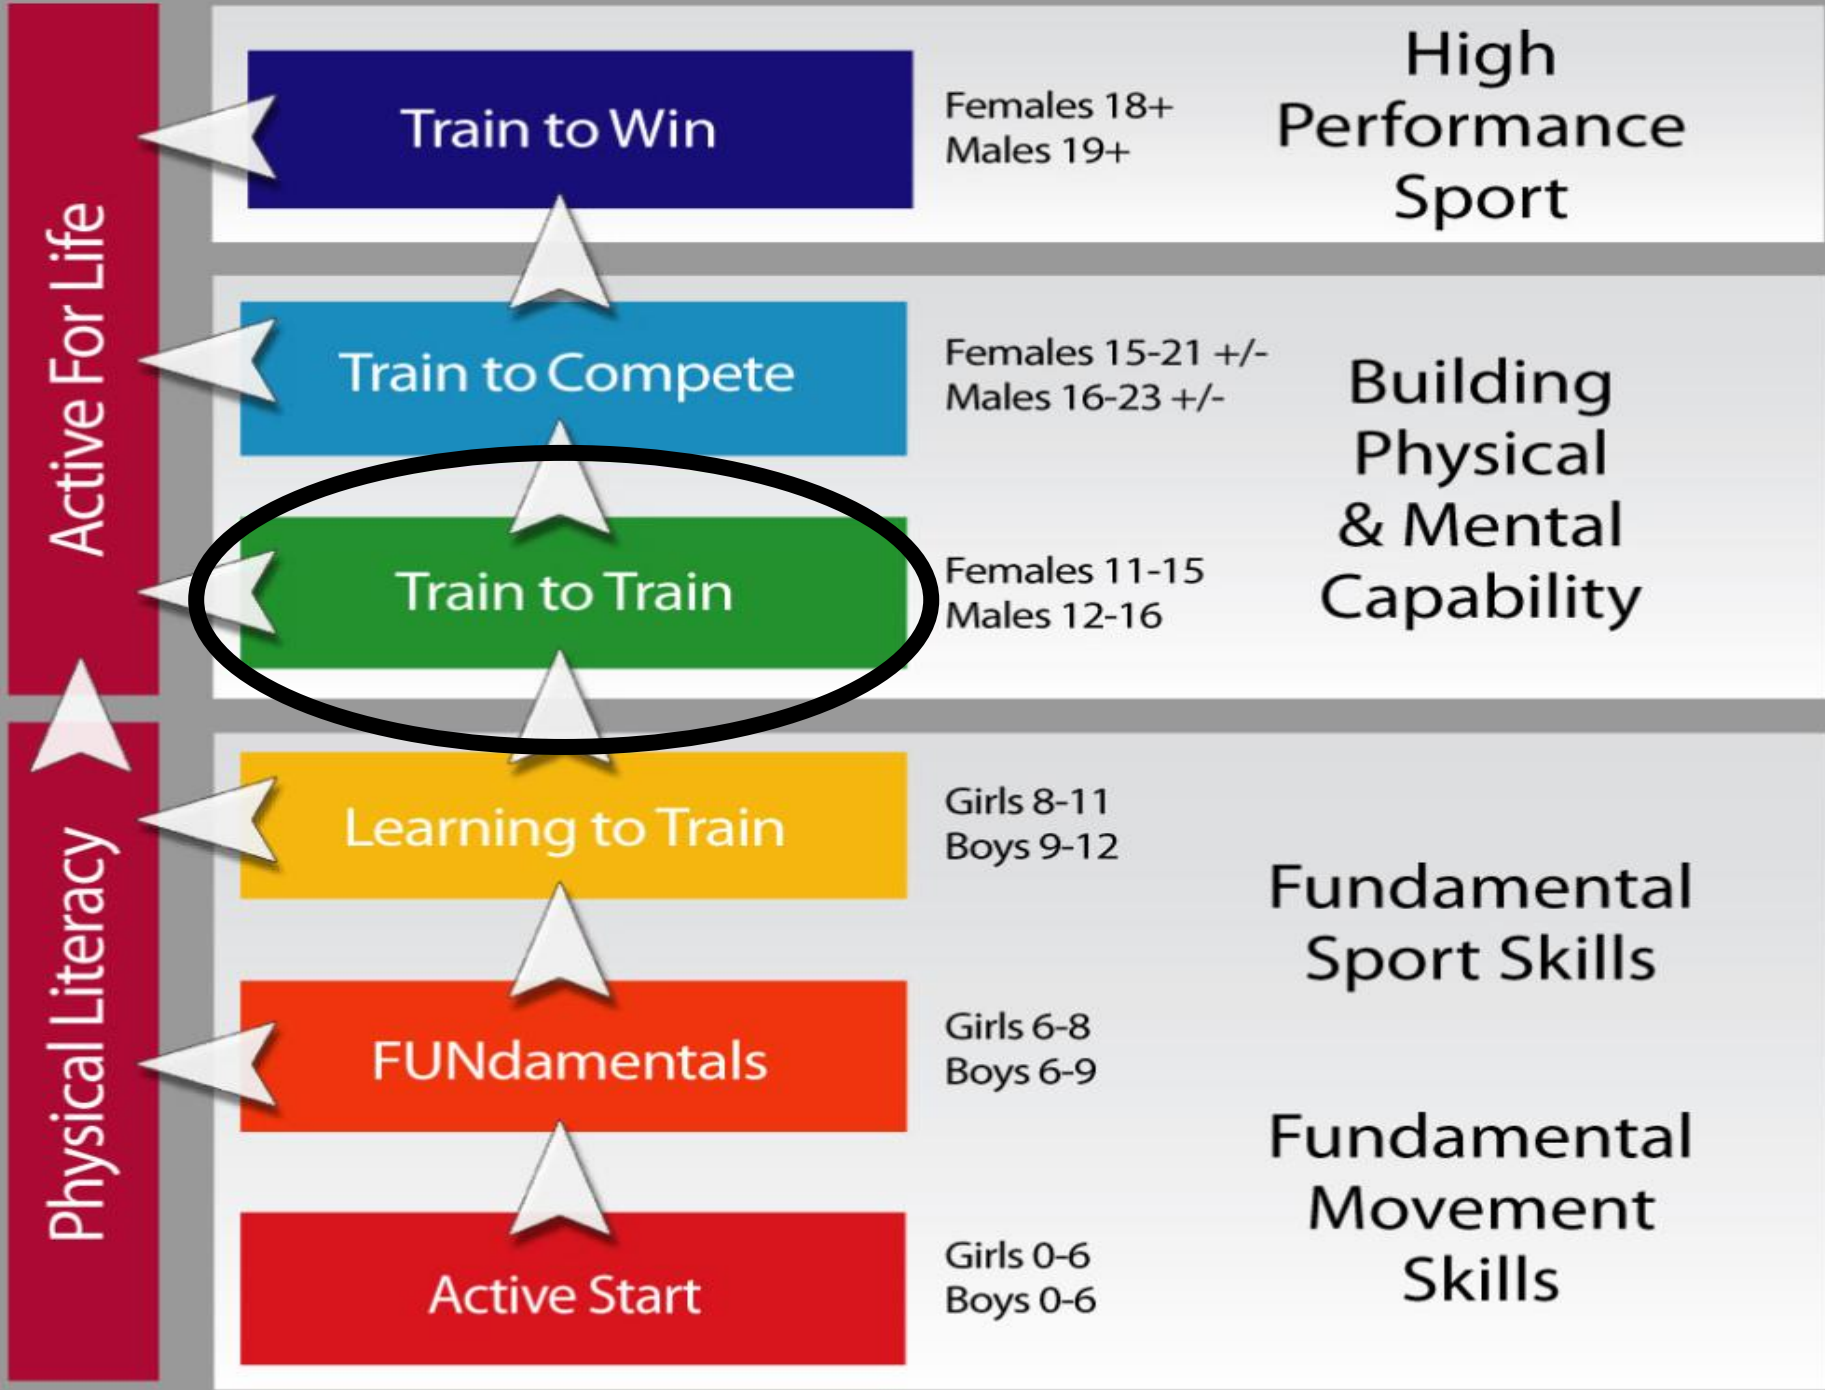 Active For Life
Physical Literacy
Train to Win
Females 18+
Males 19+
High
Performance
Sport
Train to Compete
Females 15-21 +/-
Males 16-23 +/-
Train to Train
Females 11-15
Males 12-16
Building
Physical
& Mental
Capability
Learning to Train
Girls 8-11
Boys 9-12
Fundamental
Sport Skills
FUNdamentals
Girls 6-8
Boys 6-9
Fundamental
Movement
Skills
Active Start
Girls 0-6
Boys 0-6